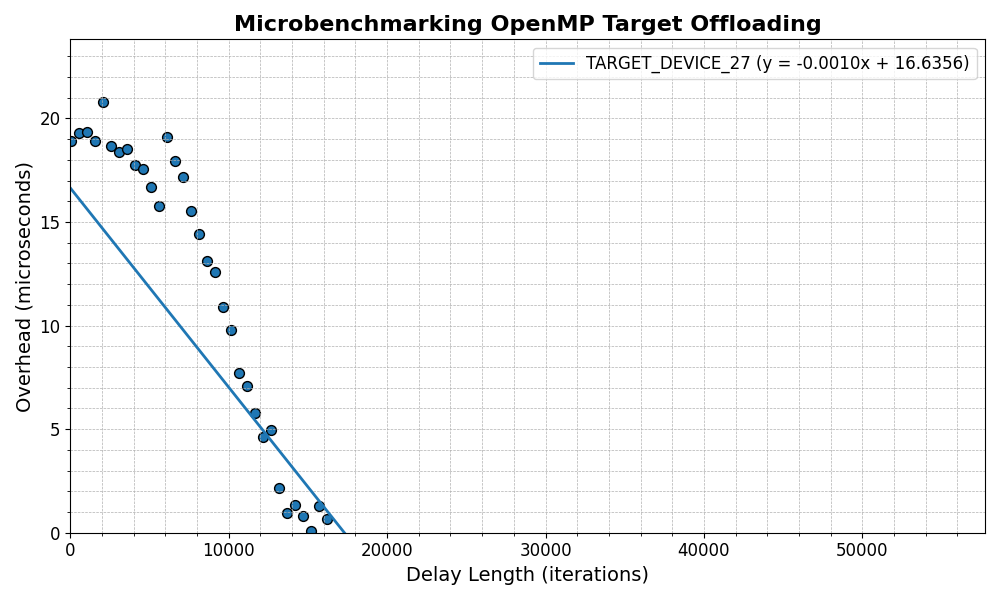 Microbenchmarking OpenMP Target Offloading
TARGET_DEVICE_27 (y = -0.0010x + 16.6356)
Overhead (microseconds)
20
15
10
5
0
0 10000 20000 30000 40000 50000
Delay Length (iterations)